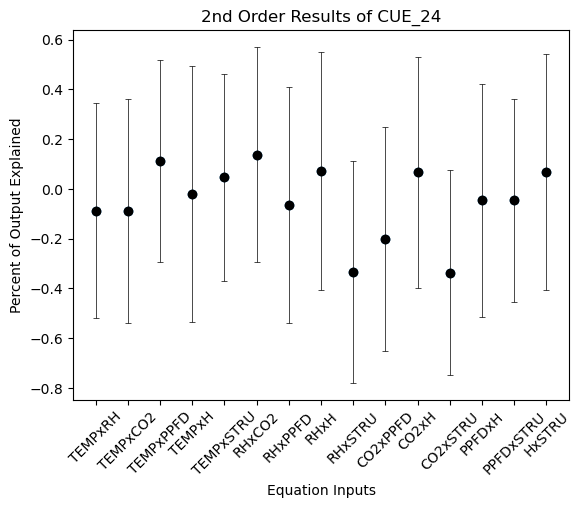 2nd Order Results of CUE_24
Percent of Output Explained
0.6
0.4
0.2
0.0
−0.2
−0.4
−0.6
−0.8
TEMPxRH
TEMPxCO2
TEMPxPPFD
TEMPxH
TEMPxSTRU
RHxCO2
RHxPPFD
RHxH
RHxSTRU
CO2xPPFD
CO2xH
CO2xSTRU
PPFDxH
PPFDxSTRU
HxSTRU
Equation Inputs